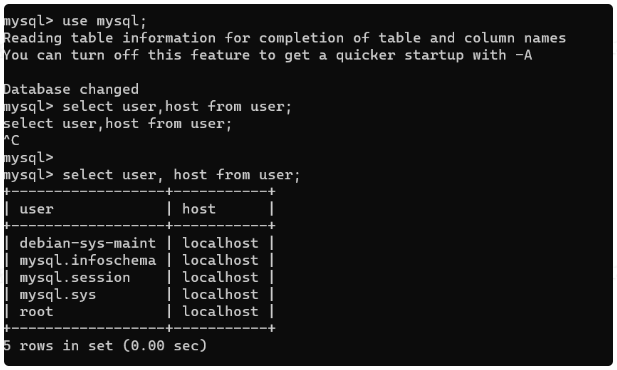 mysql> use mysql;
Reading table information for completion of table and column names
You can turn off this feature to get a quicker startup with -A

Database changed
mysql> select user,host from user;
select user,host from user;
^C
mysql>
mysql> select user, host from user;
+------------------+-----------+
| user             | host      |
+------------------+-----------+
| debian-sys-maint | localhost |
| mysql.infoschema | localhost |
| mysql.session    | localhost |
| mysql.sys        | localhost |
| root             | localhost |
+------------------+-----------+
5 rows in set (0.00 sec)